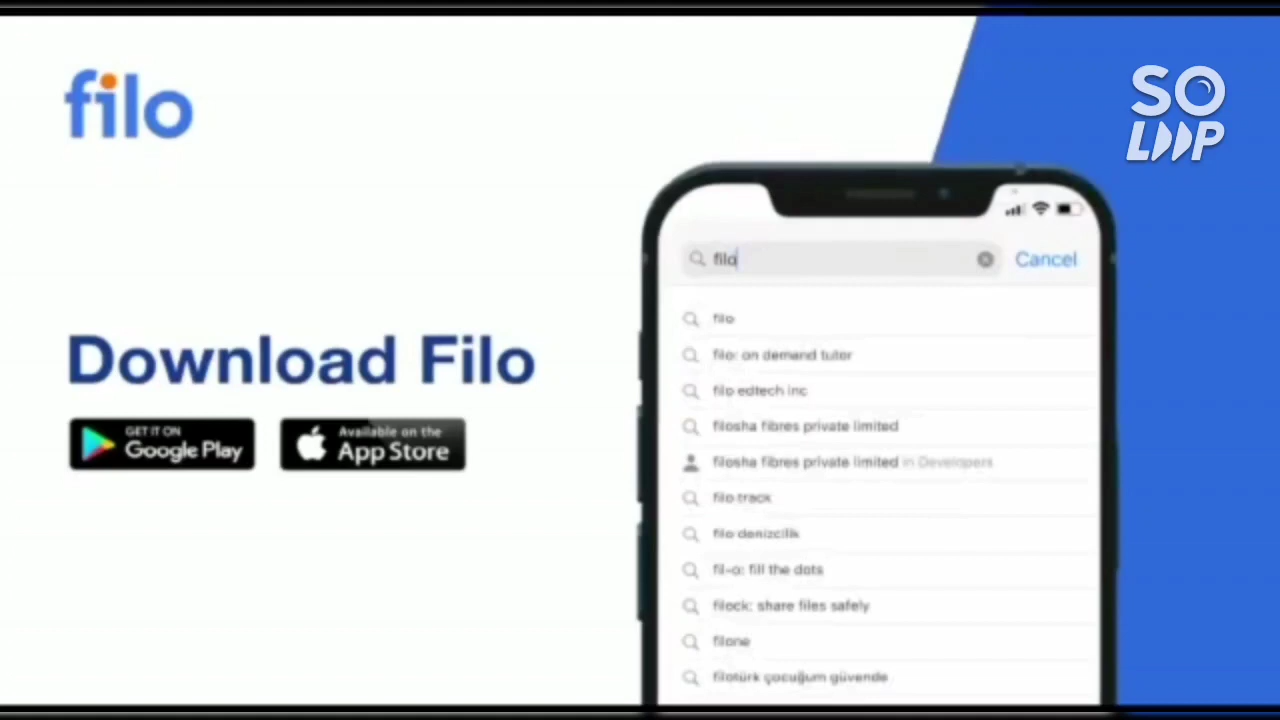 filo
SO
LOOP
filo
Cancel
filo
filo: on demand tutor
filo edtech inc
Download Filo
filosha fibres private limited
GET IT ON
Google Play
Available on the
App Store
filosha fibres private limited in Developers
filo track
filo denizcilik
fil-o: fill the dots
filock: share files safely
filone
filotürk çocuğum güvende